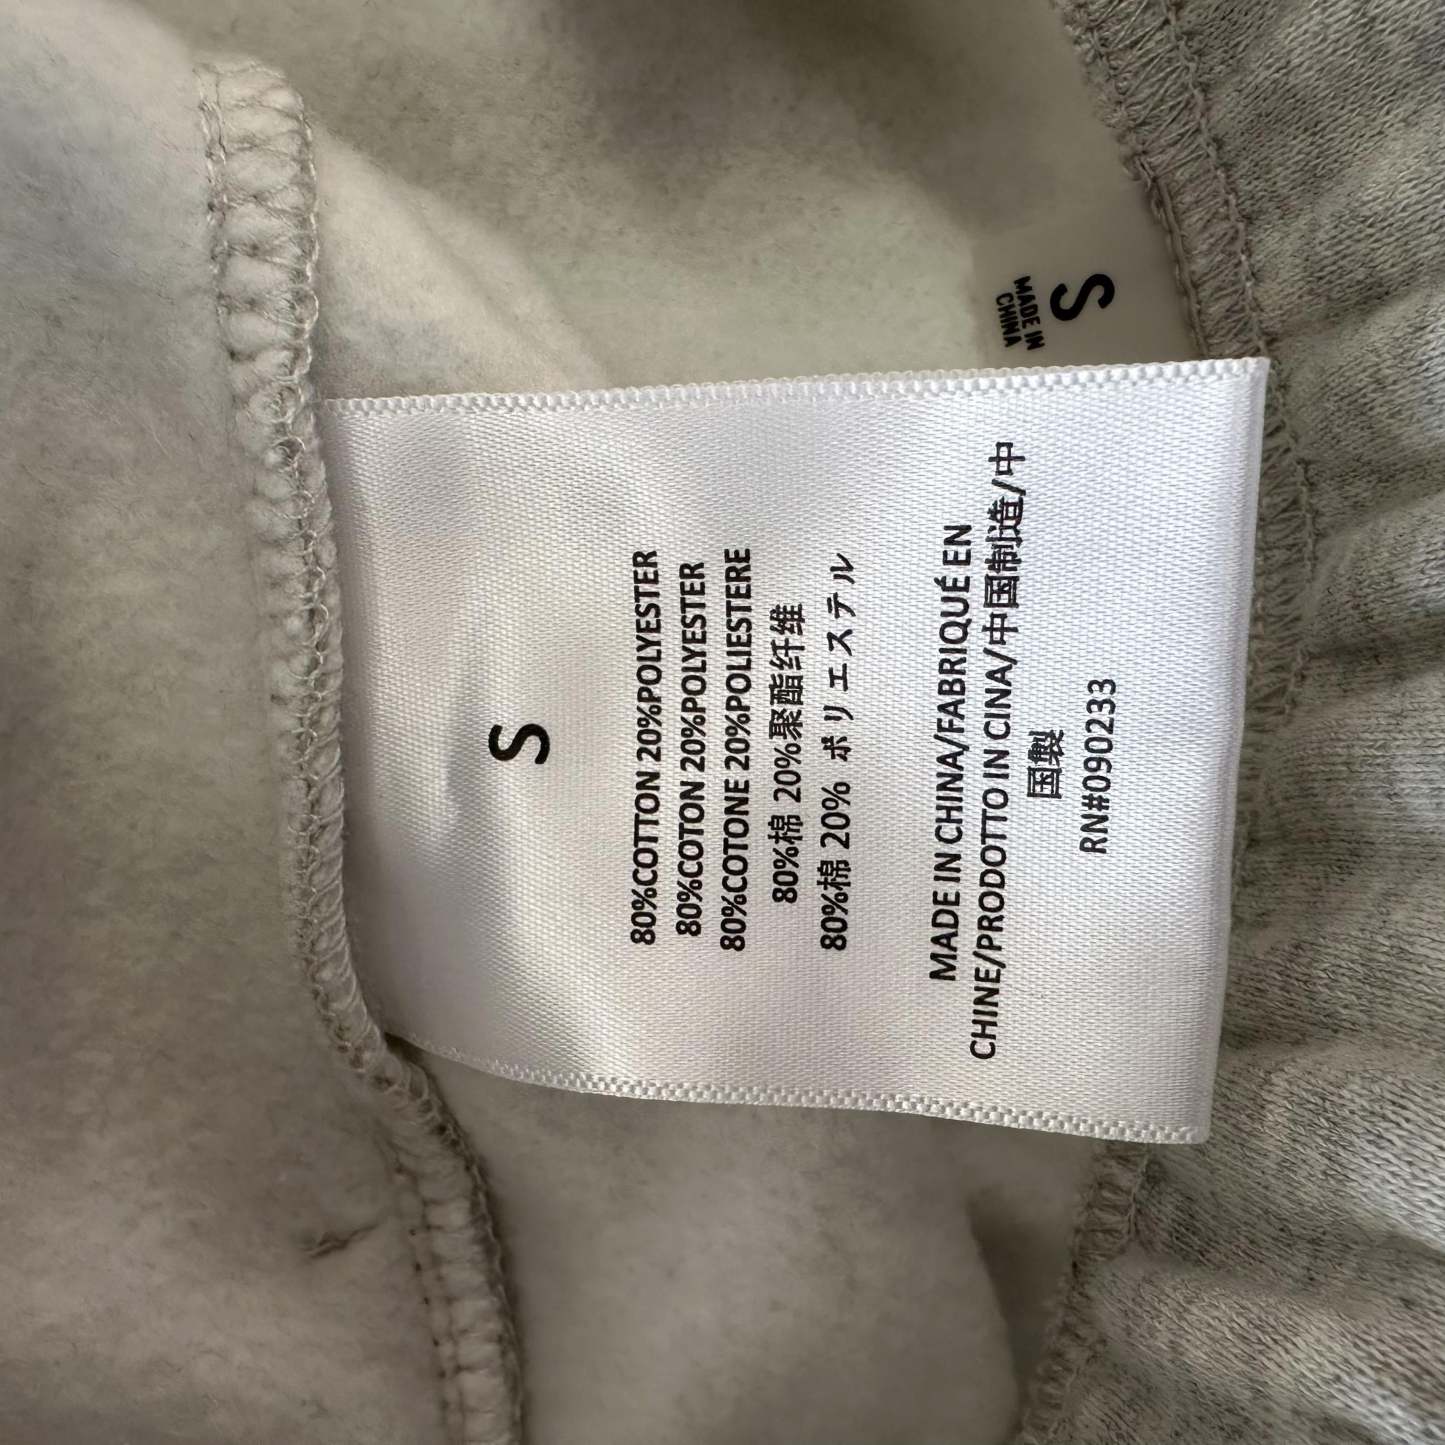 S
80%COTTON 20%POLYESTER
80%COTON 20%POLYESTER
80%COTONE 20%POLIESTERE
80%棉 20%聚酯纤维
80%棉 20% ポリエステル
MADE IN CHINA/FABRIQUÉ EN
CHINE/PRODOTTO IN CINA/中国制造/中
国製
RN#090233
S
MADE IN
CHINA